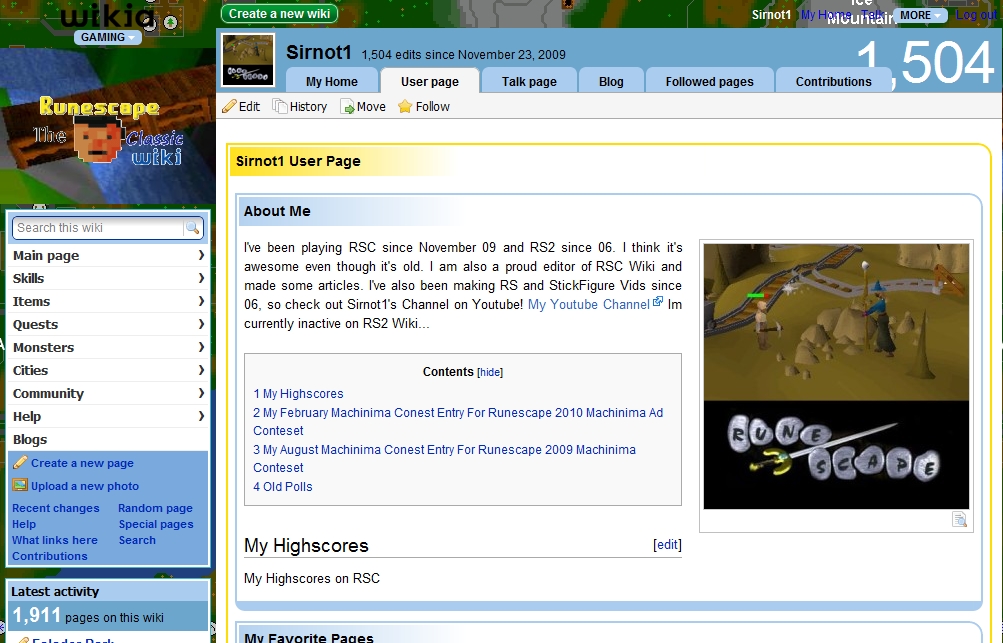 wikia
GAMING
Create a new wiki
Ice
Mountain
Sirnot1 My Home Talk MORE Log out
Sirnot1 1,504 edits since November 23, 2009
1,504
My Home User page Talk page Blog Followed pages Contributions
Edit History Move Follow
Runescape
The Classic
wiki
Search this wiki
Main page
Skills
Items
Quests
Monsters
Cities
Community
Help
Blogs
Create a new page
Upload a new photo
Recent changes Random page
Help Special pages
What links here Search
Contributions
Latest activity
1,911 pages on this wiki
Falador Park
Sirnot1 User Page
About Me
I've been playing RSC since November 09 and RS2 since 06. I think it's
awesome even though it's old. I am also a proud editor of RSC Wiki and
made some articles. I've also been making RS and StickFigure Vids since
06, so check out Sirnot1's Channel on Youtube! My Youtube Channel Im
currently inactive on RS2 Wiki...
Contents [hide]
1 My Highscores
2 My February Machinima Conest Entry For Runescape 2010 Machinima Ad
Conteset
3 My August Machinima Conest Entry For Runescape 2009 Machinima
Conteset
4 Old Polls
RUNE
SCAPE
My Highscores [edit]
My Highscores on RSC
My Favorite Pages